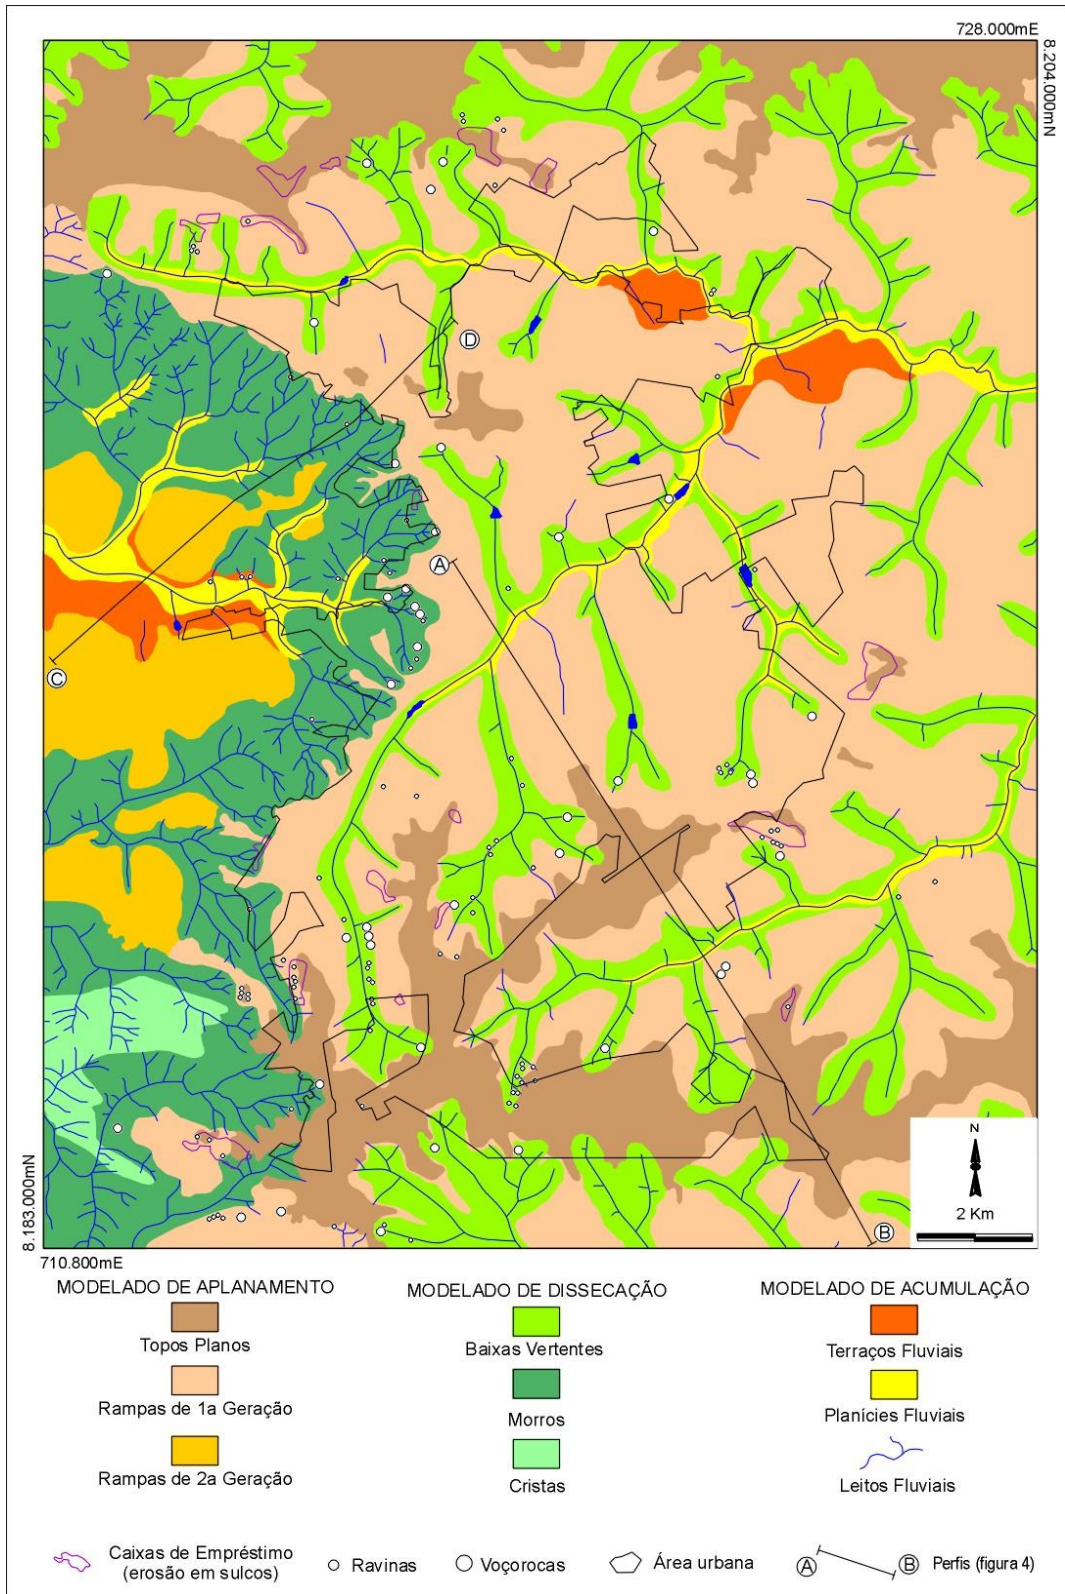 728.000mE
8.204.000mN
D
A
C
B
N
2 Km
8.183.000mN
710.800mE
MODELADO DE APLANAMENTO
MODELADO DE DISSECAÇÃO
MODELADO DE ACUMULAÇÃO
Topos Planos
Baixas Vertentes
Terraços Fluviais
Rampas de 1a Geração
Morros
Planícies Fluviais
Rampas de 2a Geração
Cristas
Leitos Fluviais
Caixas de Empréstimo
(erosão em sulcos)
Ravinas
Voçorocas
Área urbana
A
B
Perfis (figura 4)